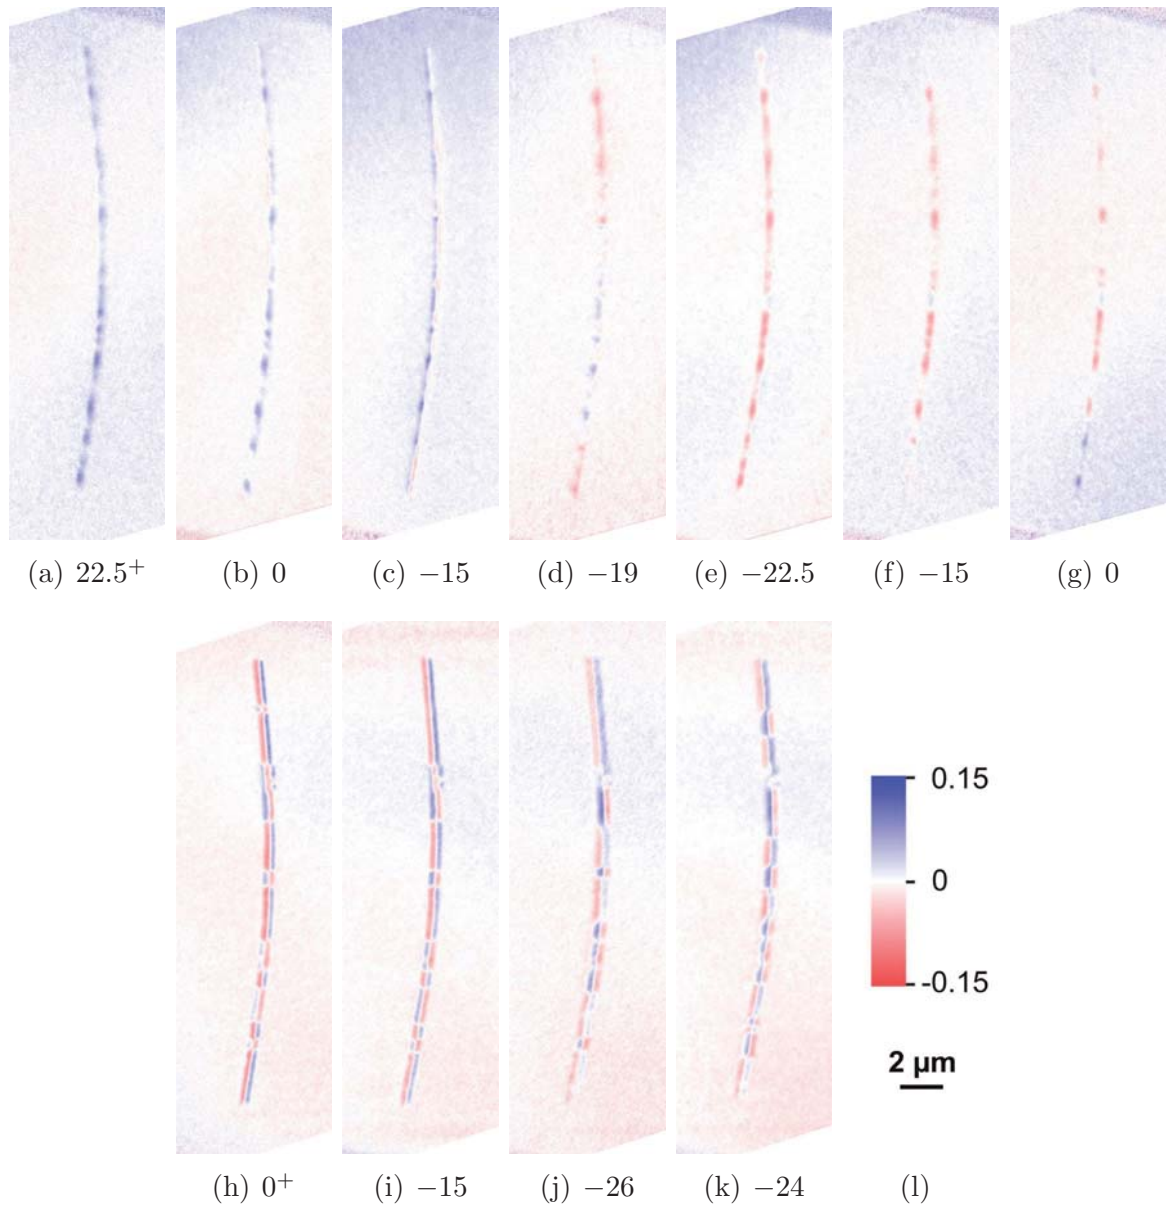 (a) 22.5⁺ (b) 0 (c) −15 (d) −19 (e) −22.5 (f) −15 (g) 0
0.15
0
-0.15
2 µm
(h) 0⁺ (i) −15 (j) −26 (k) −24 (l)